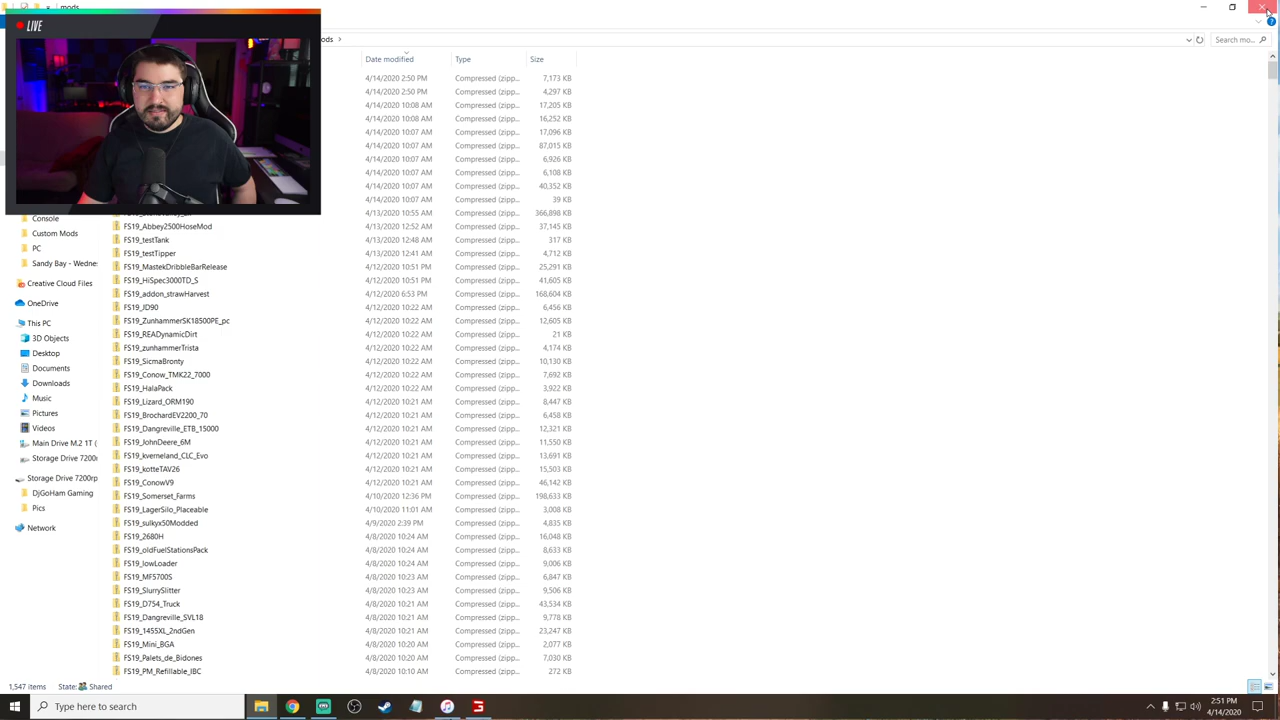 mods
LIVE
ods
Search mo...
Date modified Type Size
4/14/2020 2:50 PM Compressed (zipp... 7,173 KB
4/14/2020 2:50 PM Compressed (zipp... 4,297 KB
4/14/2020 10:08 AM Compressed (zipp... 17,205 KB
4/14/2020 10:08 AM Compressed (zipp... 16,252 KB
4/14/2020 10:07 AM Compressed (zipp... 17,096 KB
4/14/2020 10:07 AM Compressed (zipp... 87,015 KB
4/14/2020 10:07 AM Compressed (zipp... 6,926 KB
4/14/2020 10:07 AM Compressed (zipp... 6,108 KB
4/14/2020 10:07 AM Compressed (zipp... 40,352 KB
4/14/2020 10:07 AM Compressed (zipp... 39 KB
4/13/2020 10:55 AM Compressed (zipp... 366,898 KB
FS19_Abbey2500HoseMod 4/13/2020 12:52 AM Compressed (zipp... 37,145 KB
FS19_testTank 4/13/2020 12:48 AM Compressed (zipp... 317 KB
FS19_testTipper 4/13/2020 12:41 AM Compressed (zipp... 4,712 KB
FS19_MastekDribbleBarRelease 4/12/2020 10:51 PM Compressed (zipp... 25,291 KB
FS19_HiSpec3000TD_S 4/12/2020 10:51 PM Compressed (zipp... 41,605 KB
FS19_addon_strawHarvest 4/12/2020 6:53 PM Compressed (zipp... 168,604 KB
FS19_JD90 4/12/2020 10:22 AM Compressed (zipp... 6,456 KB
FS19_ZunhammerSK18500PE_pc 4/12/2020 10:22 AM Compressed (zipp... 12,605 KB
FS19_READynamicDirt 4/12/2020 10:22 AM Compressed (zipp... 21 KB
FS19_zunhammerTrista 4/12/2020 10:22 AM Compressed (zipp... 4,174 KB
FS19_SicmaBronty 4/12/2020 10:22 AM Compressed (zipp... 10,130 KB
FS19_Conow_TMK22_7000 4/12/2020 10:22 AM Compressed (zipp... 7,692 KB
FS19_HalaPack 4/12/2020 10:22 AM Compressed (zipp... 3,922 KB
FS19_Lizard_ORM190 4/12/2020 10:21 AM Compressed (zipp... 8,447 KB
FS19_BrochardEV2200_70 4/12/2020 10:21 AM Compressed (zipp... 6,458 KB
FS19_Dangreville_ETB_15000 4/12/2020 10:21 AM Compressed (zipp... 12,321 KB
FS19_JohnDeere_6M 4/12/2020 10:21 AM Compressed (zipp... 11,550 KB
FS19_kverneland_CLC_Evo 4/12/2020 10:21 AM Compressed (zipp... 13,691 KB
FS19_kotteTAV26 4/12/2020 10:21 AM Compressed (zipp... 15,503 KB
FS19_ConowV9 4/12/2020 10:21 AM Compressed (zipp... 46,142 KB
FS19_Somerset_Farms 4/10/2020 12:36 PM Compressed (zipp... 198,633 KB
FS19_LagerSilo_Placeable 4/10/2020 11:01 AM Compressed (zipp... 3,008 KB
FS19_sulkyx50Modded 4/9/2020 2:39 PM Compressed (zipp... 4,835 KB
FS19_2680H 4/8/2020 10:24 AM Compressed (zipp... 16,048 KB
FS19_oldFuelStationsPack 4/8/2020 10:24 AM Compressed (zipp... 8,633 KB
FS19_lowLoader 4/8/2020 10:24 AM Compressed (zipp... 9,006 KB
FS19_MF5700S 4/8/2020 10:23 AM Compressed (zipp... 6,847 KB
FS19_SlurrySlitter 4/8/2020 10:23 AM Compressed (zipp... 9,506 KB
FS19_D754_Truck 4/8/2020 10:21 AM Compressed (zipp... 43,534 KB
FS19_Dangreville_SVL18 4/8/2020 10:21 AM Compressed (zipp... 9,778 KB
FS19_1455XL_2ndGen 4/8/2020 10:21 AM Compressed (zipp... 23,247 KB
FS19_Mini_BGA 4/8/2020 10:20 AM Compressed (zipp... 2,077 KB
FS19_Palets_de_Bidones 4/8/2020 10:20 AM Compressed (zipp... 7,030 KB
FS19_PM_Refillable_IBC 4/8/2020 10:10 AM Compressed (zipp... 272 KB
Console
Custom Mods
PC
Sandy Bay - Wedne
Creative Cloud Files
OneDrive
This PC
3D Objects
Desktop
Documents
Downloads
Music
Pictures
Videos
Main Drive M.2 1T (
Storage Drive 7200r
Storage Drive 7200rp
DjGoHam Gaming
Pics
Network
1,547 items State: Shared
Type here to search
2:51 PM
4/14/2020